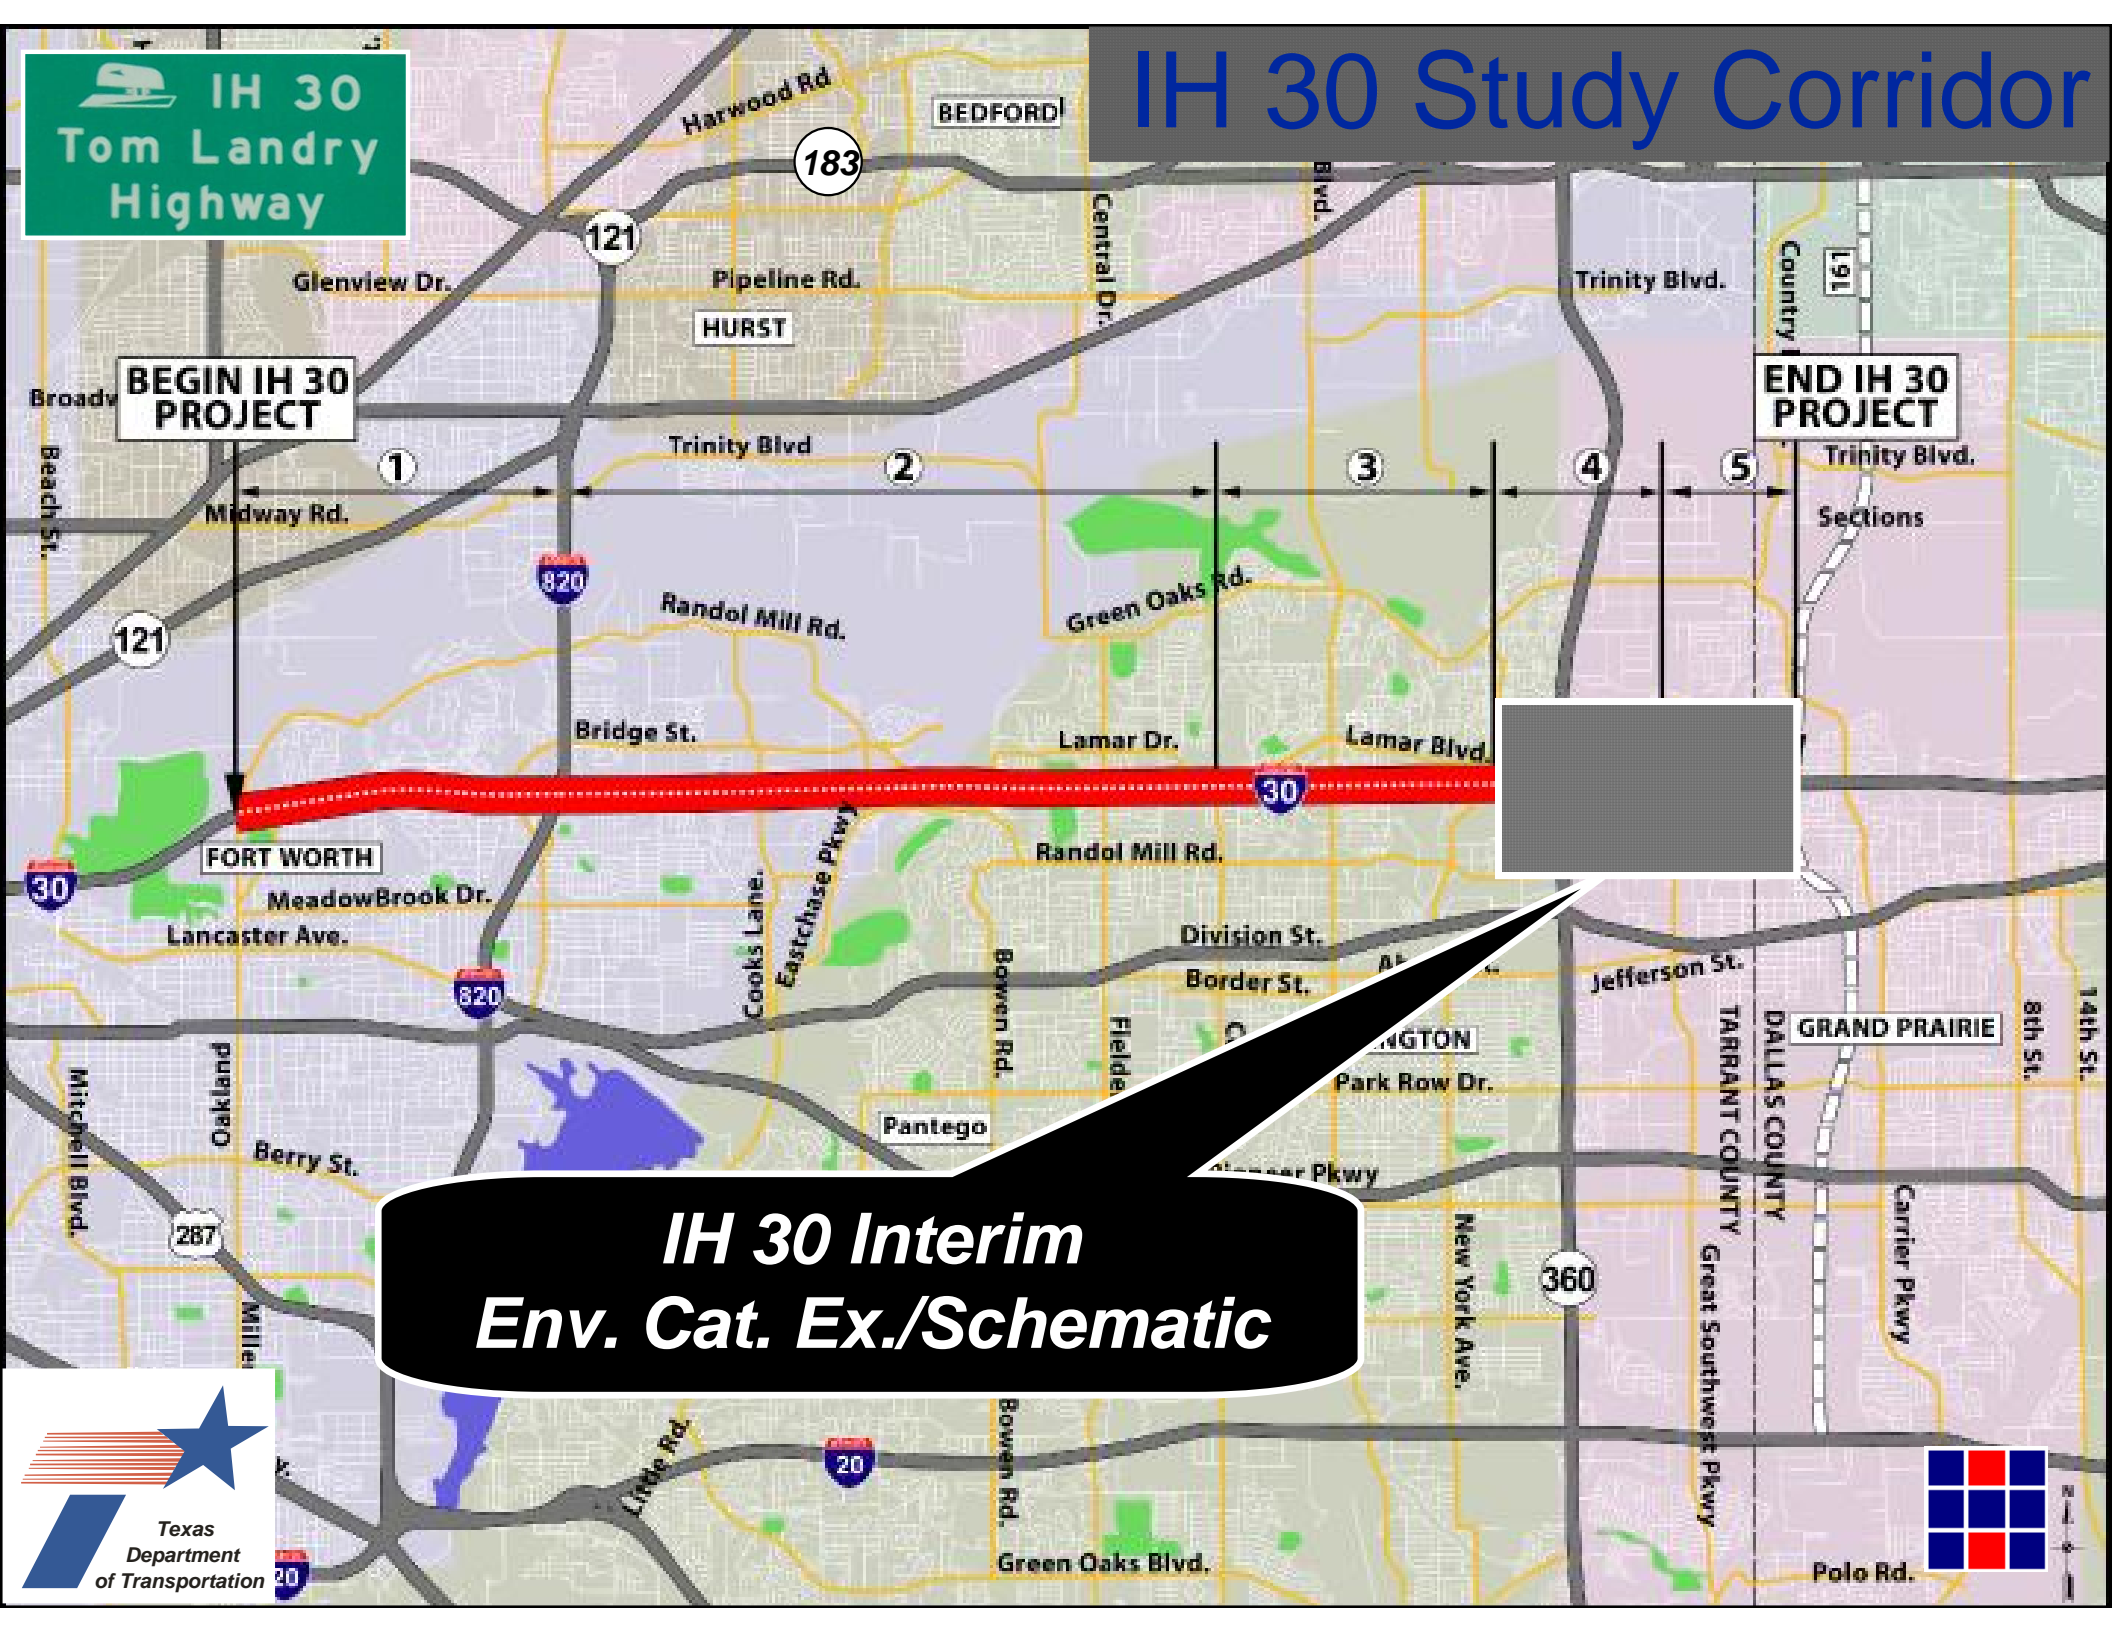 IH 30 Study Corridor
IH 30
Tom Landry
Highway
Harwood Rd
BEDFORD
183
121
Central Dr.
Blvd.
Glenview Dr.
Pipeline Rd.
HURST
Trinity Blvd.
Country
161
BEGIN IH 30
PROJECT
END IH 30
PROJECT
Beach St.
Trinity Blvd
Trinity Blvd.
1
2
3
4
5
Midway Rd.
Sections
820
Randol Mill Rd.
Green Oaks Rd.
121
Bridge St.
Lamar Dr.
Lamar Blvd.
30
FORT WORTH
Randol Mill Rd.
30
MeadowBrook Dr.
Lancaster Ave.
Cooks Lane.
Eastchase Pkwy
Division St.
Border St.
Jefferson St.
820
Bowen Rd.
TARRANT COUNTY
DALLAS COUNTY
GRAND PRAIRIE
8th St.
14th St.
Mitchell Blvd.
Oakland
Park Row Dr.
Pantego
Berry St.
Pkwy
287
IH 30 Interim
Env. Cat. Ex./Schematic
New York Ave.
360
Great Southwest Pkwy
Carrier Pkwy
Little Rd.
20
Bowen Rd.
Green Oaks Blvd.
Polo Rd.
N
Texas
Department
of Transportation
20